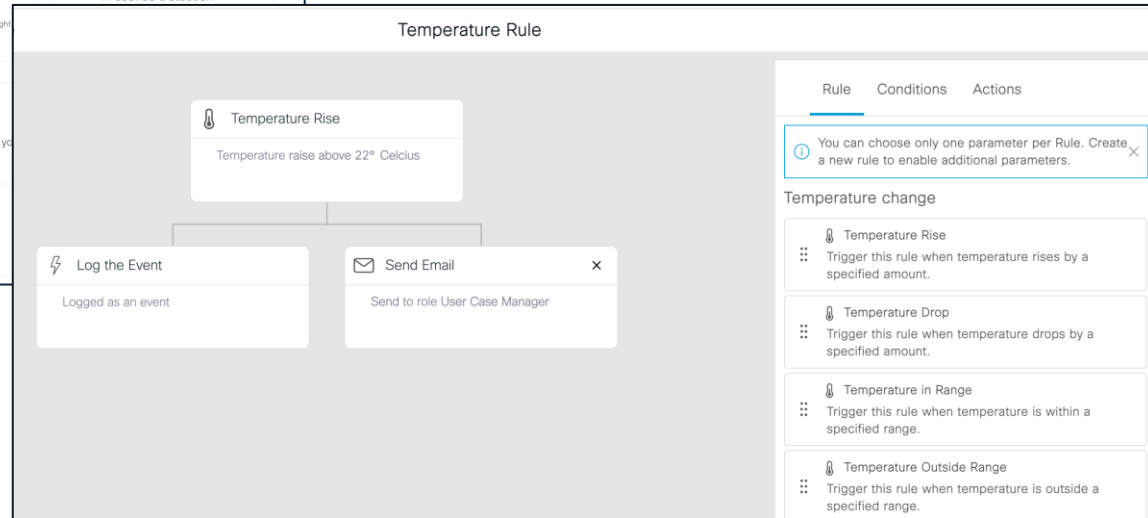 Temperature Rule
Temperature Rise
Temperature raise above 22° Celcius
Log the Event
Logged as an event
Send Email
Send to role User Case Manager
Rule Conditions Actions
You can choose only one parameter per Rule. Create
a new rule to enable additional parameters.
Temperature change
Temperature Rise
Trigger this rule when temperature rises by a
specified amount.
Temperature Drop
Trigger this rule when temperature drops by a
specified amount.
Temperature in Range
Trigger this rule when temperature is within a
specified range.
Temperature Outside Range
Trigger this rule when temperature is outside a
specified range.